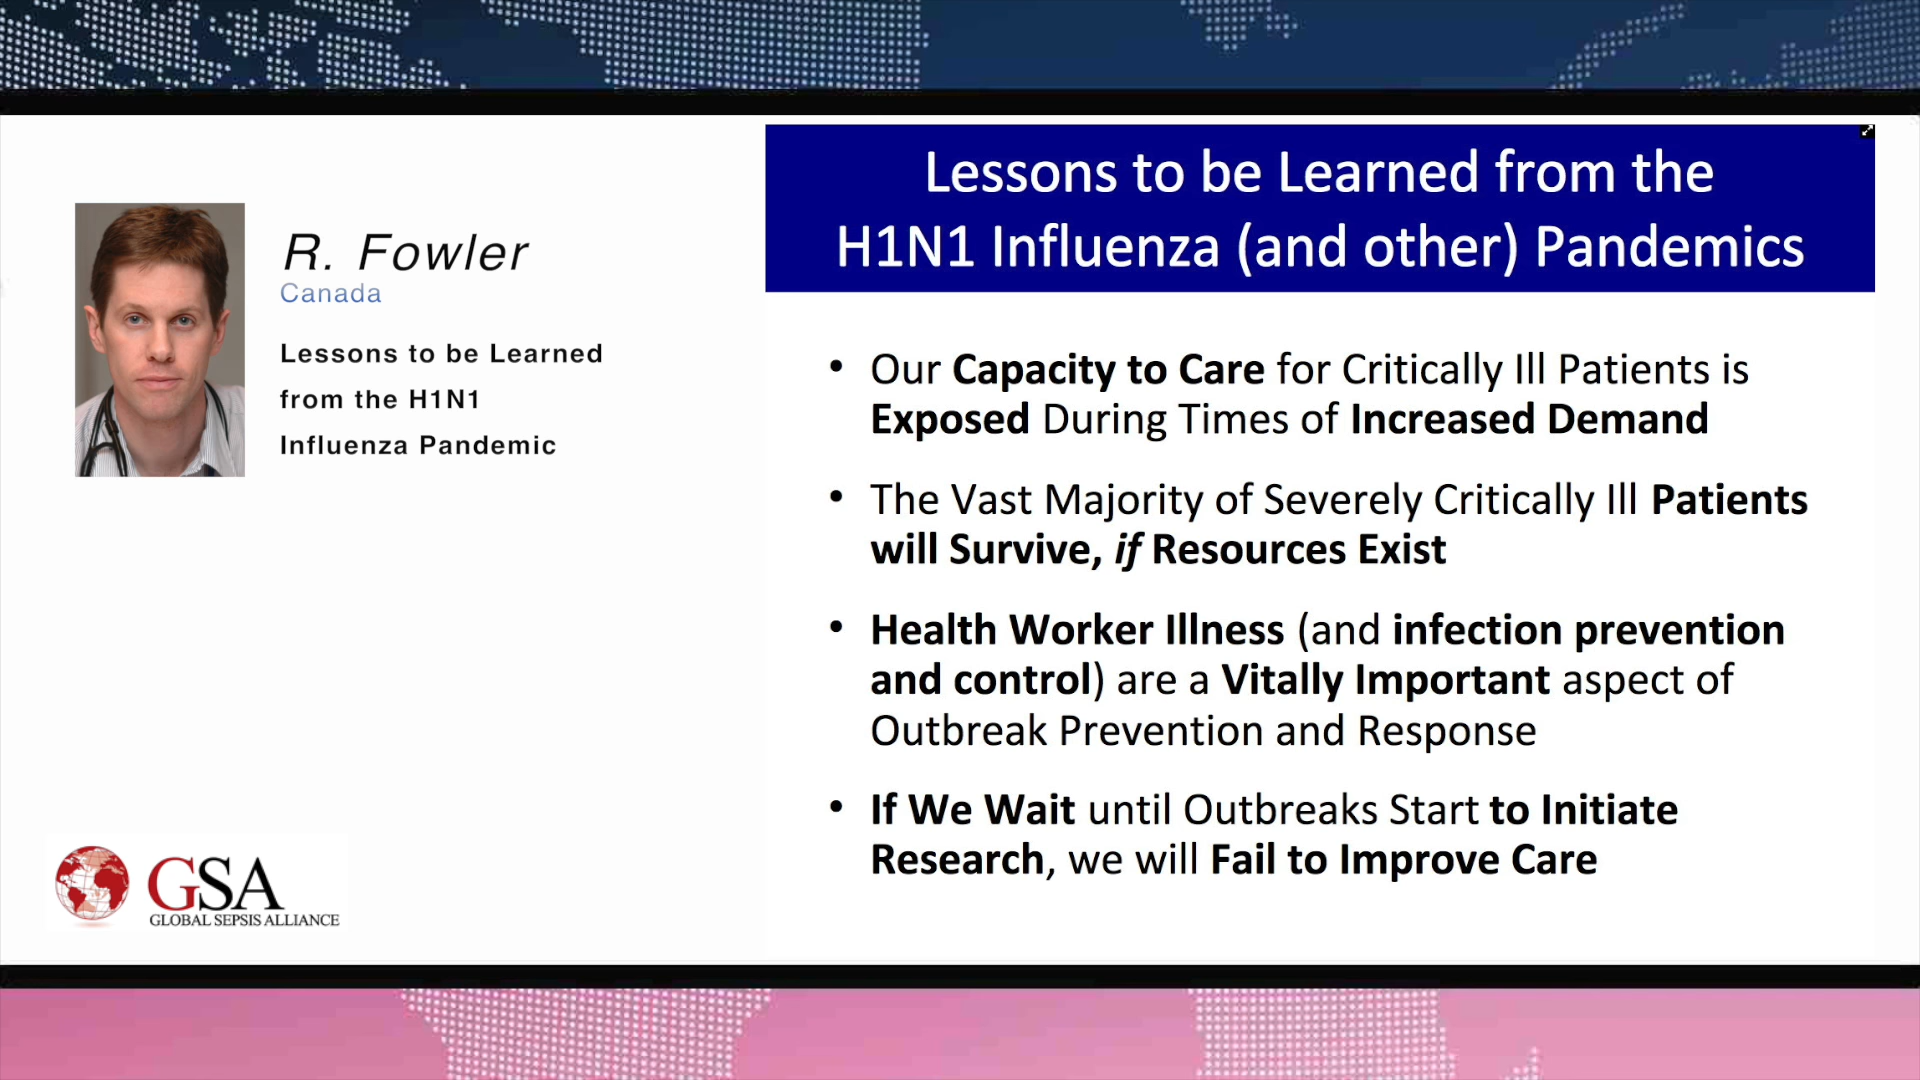 R. Fowler
Canada
Lessons to be Learned
from the H1N1
Influenza Pandemic
GSA
GLOBAL SEPSIS ALLIANCE
Lessons to be Learned from the
H1N1 Influenza (and other) Pandemics
• Our Capacity to Care for Critically Ill Patients is
Exposed During Times of Increased Demand
• The Vast Majority of Severely Critically Ill Patients
will Survive, if Resources Exist
• Health Worker Illness (and infection prevention
and control) are a Vitally Important aspect of
Outbreak Prevention and Response
• If We Wait until Outbreaks Start to Initiate
Research, we will Fail to Improve Care